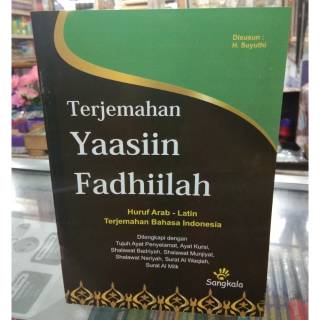 Disusun :
H. Suyuthi
Terjemahan
Yaasiin
Fadhiilah
Huruf Arab - Latin
Terjemahan Bahasa Indonesia
Dilengkapi dengan
Tujuh Ayat Penyelamat, Ayat Kursi,
Shalawat Badriyah, Shalawat Munjiyat,
Shalawat Nariyah, Surat Al Waqiah,
Surat Al Milk
Sangkala